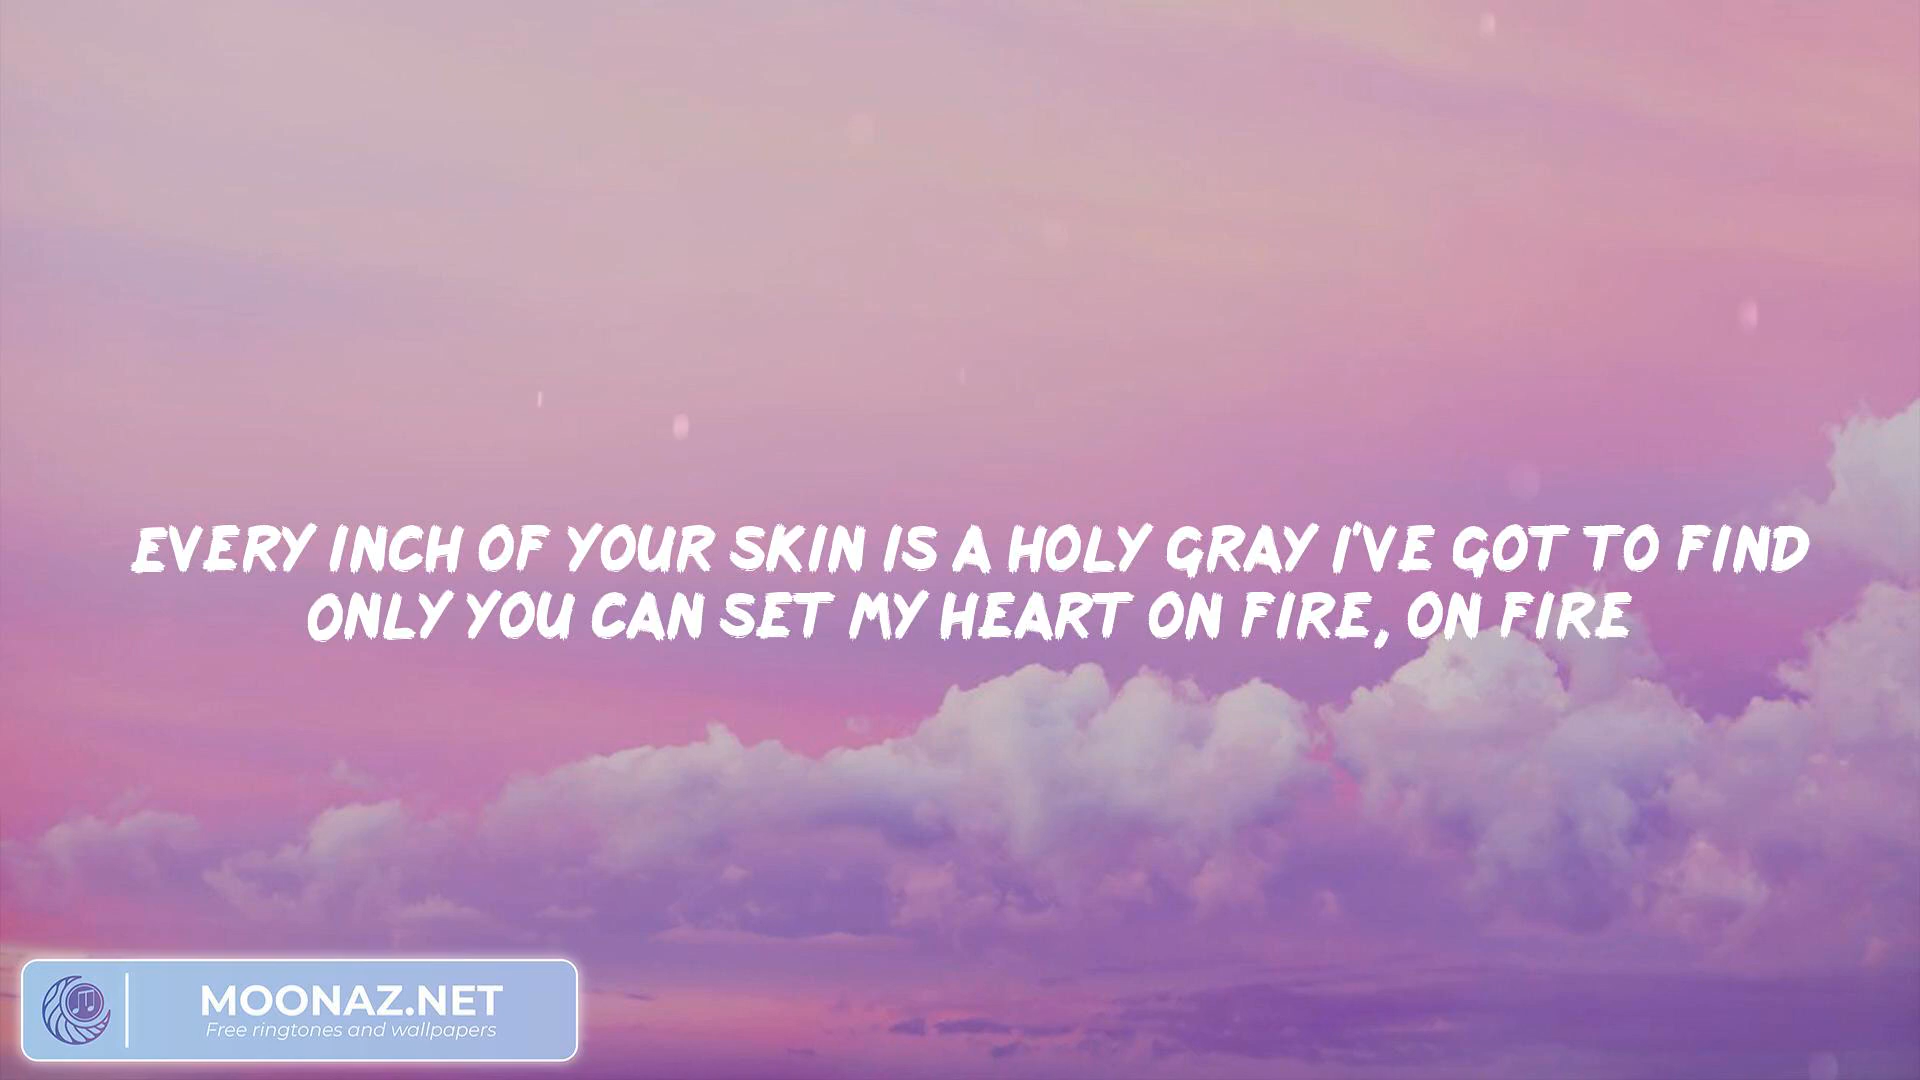 EVERY INCH OF YOUR SKIN IS A HOLY GRAY I'VE GOT TO FIND
ONLY YOU CAN SET MY HEART ON FIRE, ON FIRE
MOONAZ.NET
Free ringtones and wallpapers